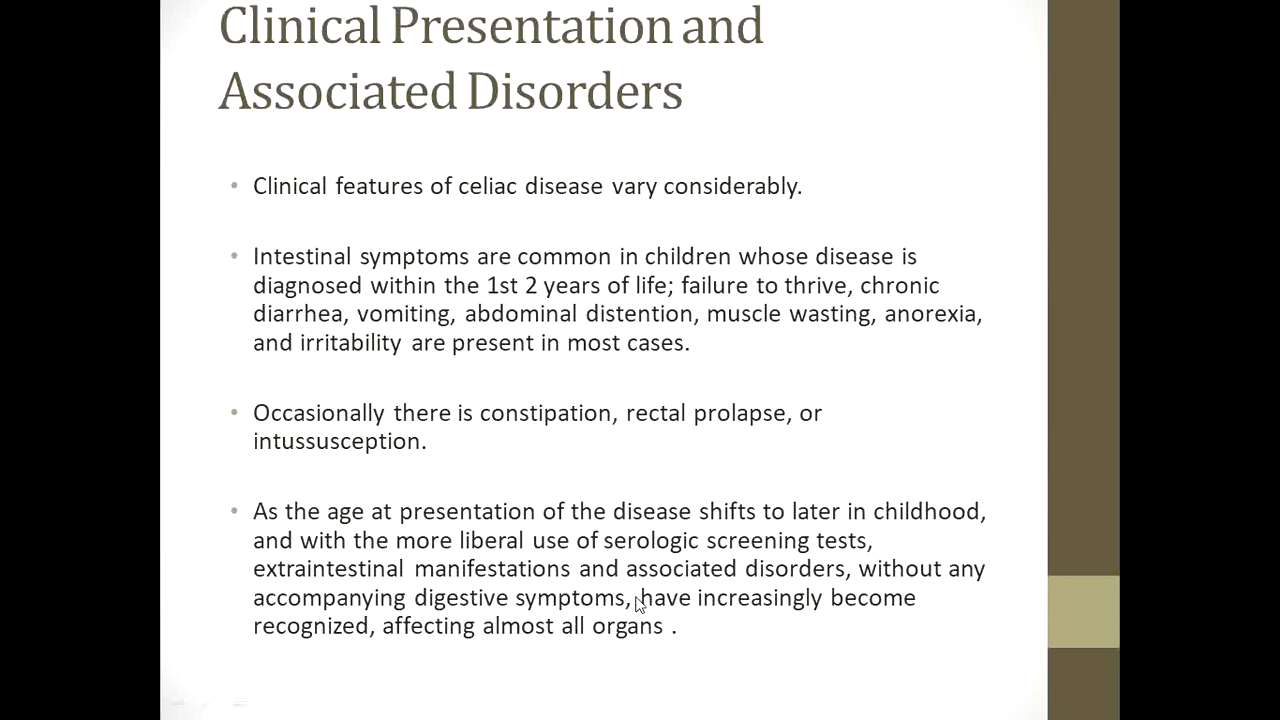 Clinical Presentation and
Associated Disorders
• Clinical features of celiac disease vary considerably.
• Intestinal symptoms are common in children whose disease is
diagnosed within the 1st 2 years of life; failure to thrive, chronic
diarrhea, vomiting, abdominal distention, muscle wasting, anorexia,
and irritability are present in most cases.
• Occasionally there is constipation, rectal prolapse, or
intussusception.
• As the age at presentation of the disease shifts to later in childhood,
and with the more liberal use of serologic screening tests,
extraintestinal manifestations and associated disorders, without any
accompanying digestive symptoms, have increasingly become
recognized, affecting almost all organs .